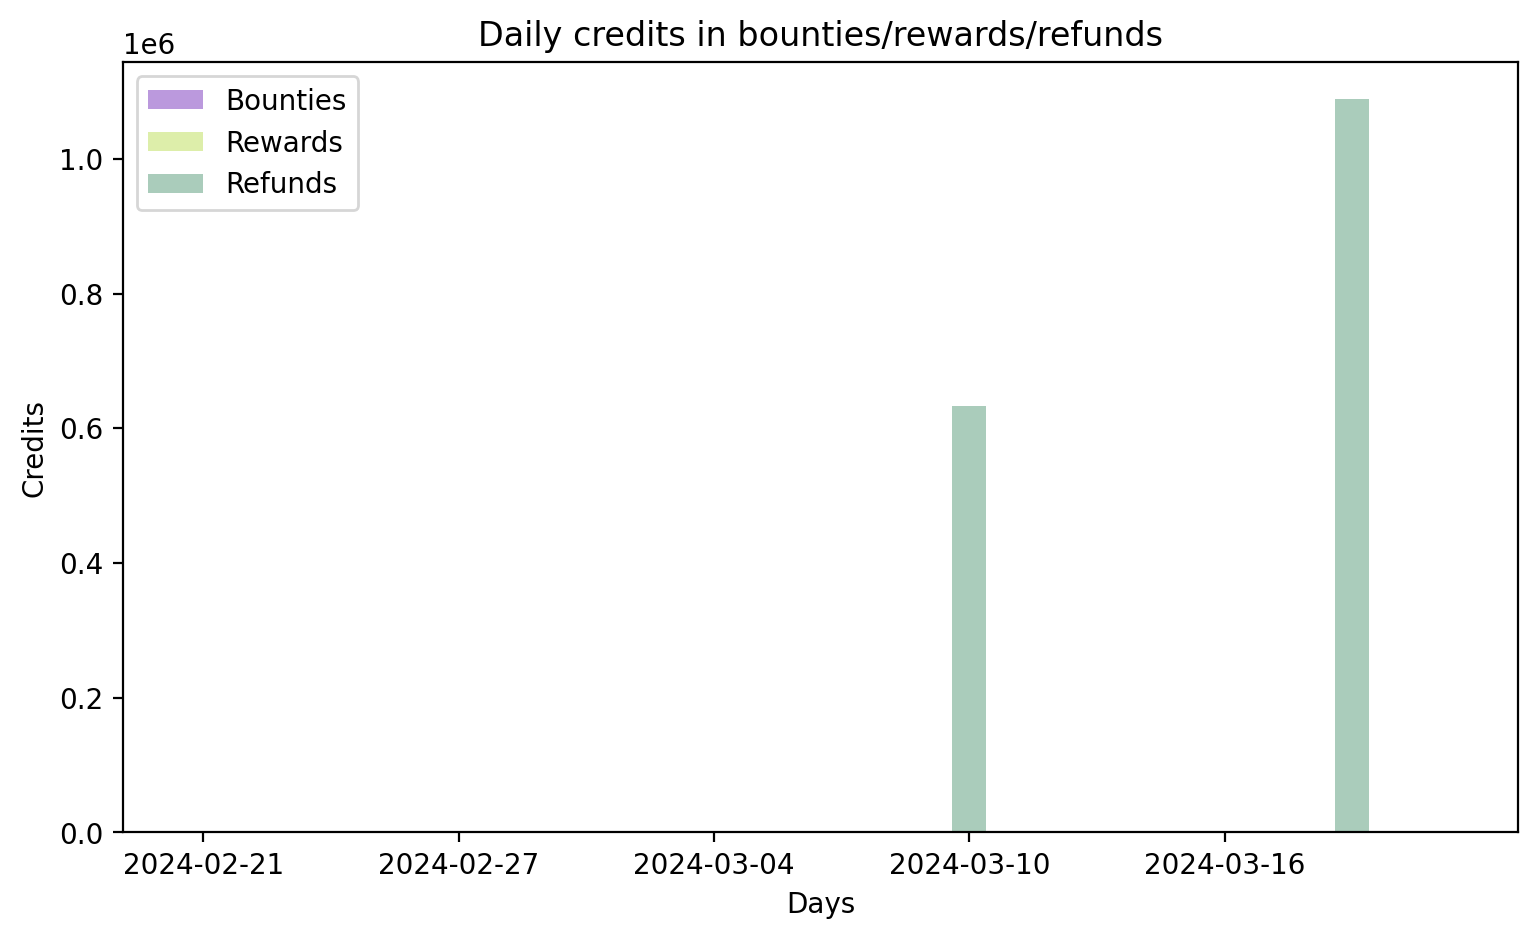 Daily credits in bounties/rewards/refunds
1e6
Bounties
Rewards
Refunds
1.0
0.8
0.6
0.4
0.2
0.0
Credits
2024-02-21 2024-02-27 2024-03-04 2024-03-10 2024-03-16
Days